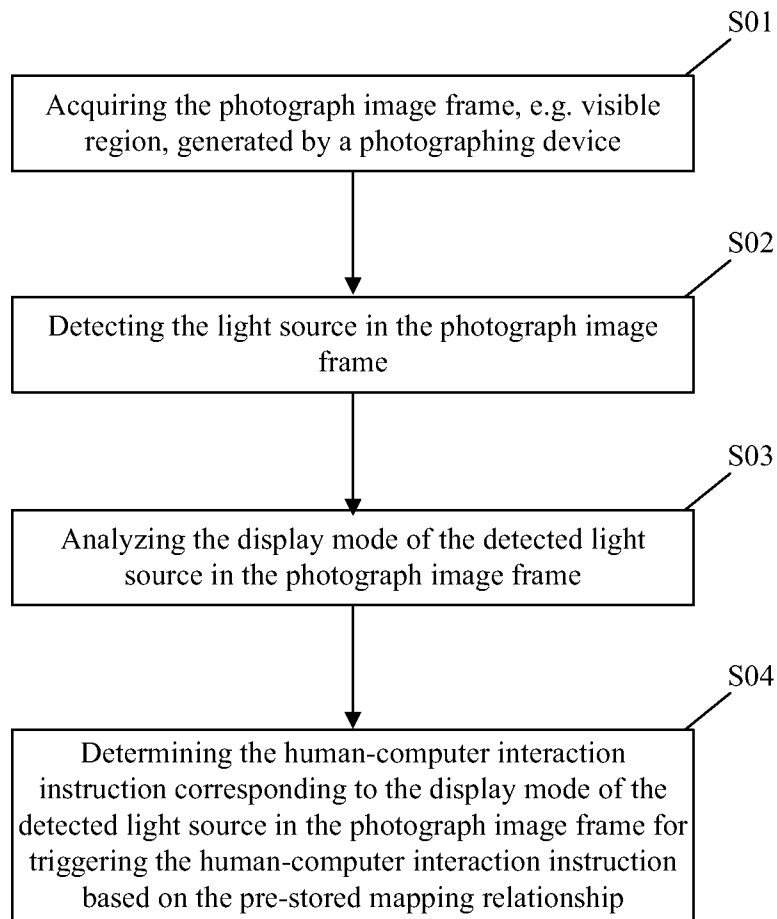 S01
Acquiring the photograph image frame, e.g. visible
region, generated by a photographing device
S02
Detecting the light source in the photograph image
frame
S03
Analyzing the display mode of the detected light
source in the photograph image frame
S04
Determining the human-computer interaction
instruction corresponding to the display mode of the
detected light source in the photograph image frame for
triggering the human-computer interaction instruction
based on the pre-stored mapping relationship